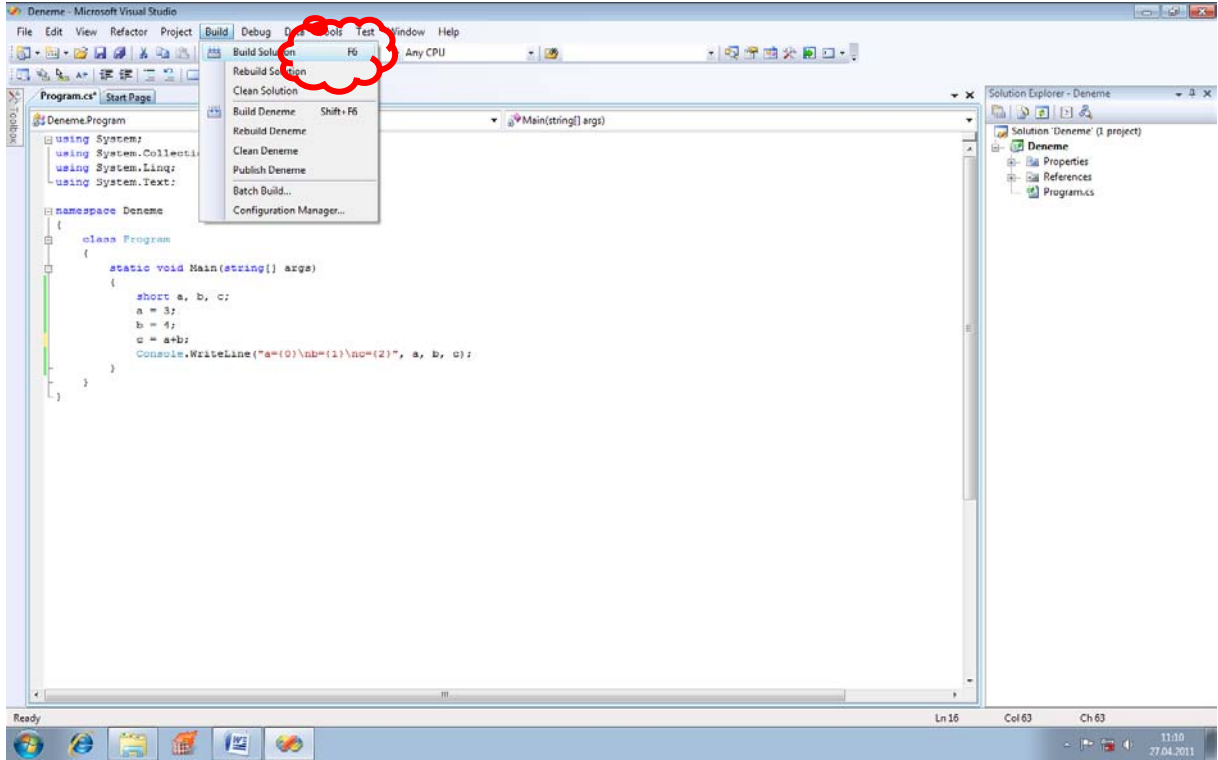 Deneme - Microsoft Visual Studio
File Edit View Refactor Project Build Debug Tools Test Window Help
Build Solution F6
Any CPU
Rebuild Solution
Clean Solution
Build Deneme Shift+F6
Rebuild Deneme
Clean Deneme
Publish Deneme
Batch Build...
Configuration Manager...
Toolbox
Program.cs* Start Page
Deneme.Program
Main(string[] args)
using System;
using System.Collecti
using System.Linq;
using System.Text;
namespace Deneme
{
class Program
{
static void Main(string[] args)
{
short a, b, c;
a = 3;
b = 4;
c = a+b;
Console.WriteLine("a={0}\nb={1}\nc={2}", a, b, c);
}
}
}
Solution Explorer - Deneme
Solution 'Deneme' (1 project)
Deneme
Properties
References
Program.cs
Ready
Ln 16 Col 63 Ch 63
11:10
27.04.2011